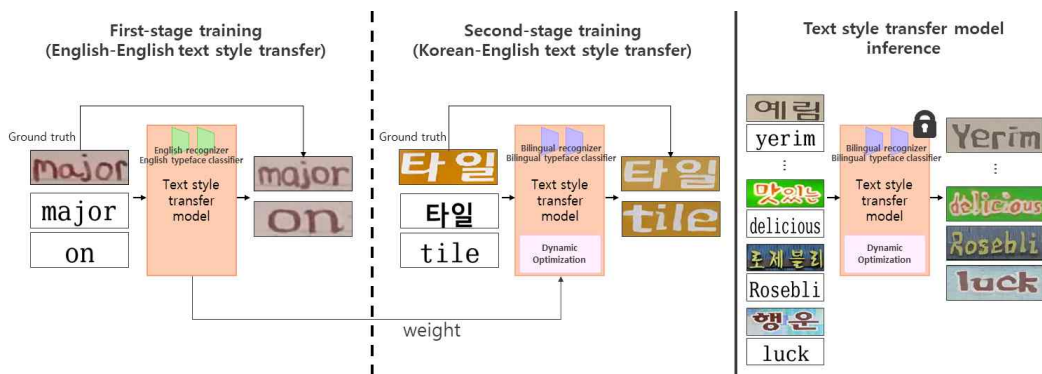 First-stage training
(English-English text style transfer)
Ground truth
major
major
on
English recognizer
English typeface classifier
Text style
transfer
model
major
on
weight
Second-stage training
(Korean-English text style transfer)
Ground truth
타일
타일
tile
Bilingual recognizer
Bilingual typeface classifier
Text style
transfer
model
Dynamic
Optimization
타일
tile
Text style transfer model
inference
예림
yerim
맛있는
delicious
로제블리
Rosebli
행운
luck
Bilingual recognizer
Bilingual typeface classifier
Text style
transfer
model
Dynamic
Optimization
Yerim
delicious
Rosebli
luck